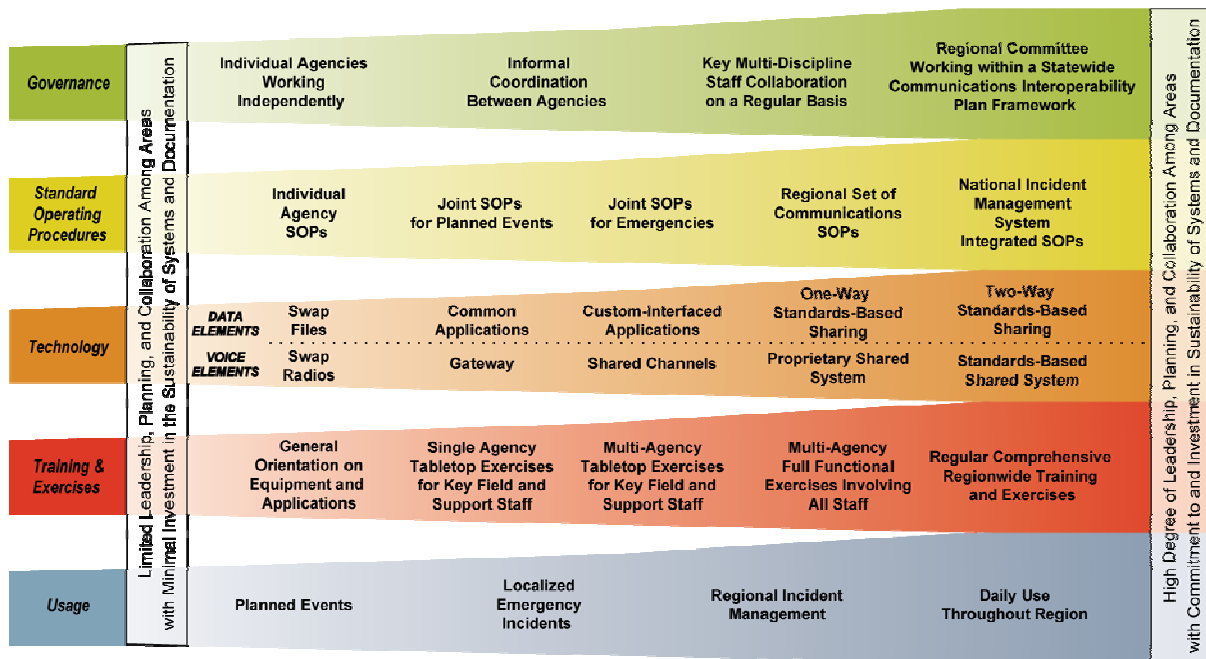 Governance
Limited Leadership, Planning, and Collaboration Among Areas
with Minimal Investment in the Sustainability of Systems and Documentation
Individual Agencies
Working
Independently
Informal
Coordination
Between Agencies
Key Multi-Discipline
Staff Collaboration
on a Regular Basis
Regional Committee
Working within a Statewide
Communications Interoperability
Plan Framework
High Degree of Leadership, Planning, and Collaboration Among Areas
with Commitment to and Investment in Sustainability of Systems and Documentation
Standard
Operating
Procedures
Individual
Agency
SOPs
Joint SOPs
for Planned Events
Joint SOPs
for Emergencies
Regional Set of
Communications
SOPs
National Incident
Management
System
Integrated SOPs
Technology
DATA
ELEMENTS
Swap
Files
Common
Applications
Custom-Interfaced
Applications
One-Way
Standards-Based
Sharing
Two-Way
Standards-Based
Sharing
VOICE
ELEMENTS
Swap
Radios
Gateway
Shared Channels
Proprietary Shared
System
Standards-Based
Shared System
Training &
Exercises
General
Orientation on
Equipment and
Applications
Single Agency
Tabletop Exercises
for Key Field and
Support Staff
Multi-Agency
Tabletop Exercises
for Key Field and
Support Staff
Multi-Agency
Full Functional
Exercises Involving
All Staff
Regular Comprehensive
Regionwide Training
and Exercises
Usage
Planned Events
Localized
Emergency
Incidents
Regional Incident
Management
Daily Use
Throughout Region